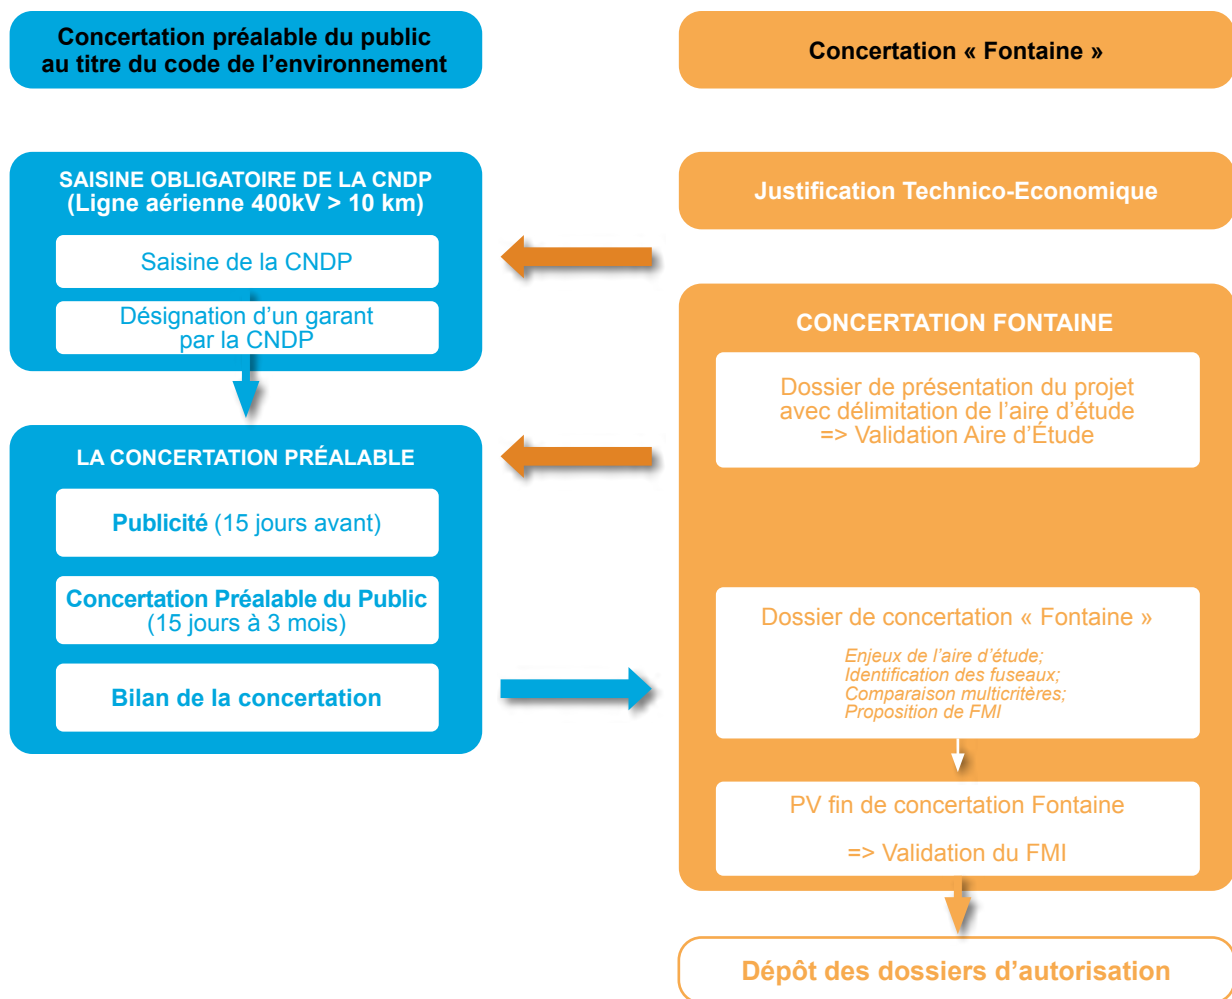 Concertation préalable du public
au titre du code de l’environnement
SAISINE OBLIGATOIRE DE LA CNDP
(Ligne aérienne 400kV > 10 km)
Saisine de la CNDP
Désignation d’un garant
par la CNDP
LA CONCERTATION PRÉALABLE
Publicité (15 jours avant)
Concertation Préalable du Public
(15 jours à 3 mois)
Bilan de la concertation
Concertation « Fontaine »
Justification Technico-Economique
CONCERTATION FONTAINE
Dossier de présentation du projet
avec délimitation de l’aire d’étude
=> Validation Aire d’Étude
Dossier de concertation « Fontaine »
Enjeux de l’aire d’étude;
Identification des fuseaux;
Comparaison multicritères;
Proposition de FMI
PV fin de concertation Fontaine
=> Validation du FMI
Dépôt des dossiers d’autorisation